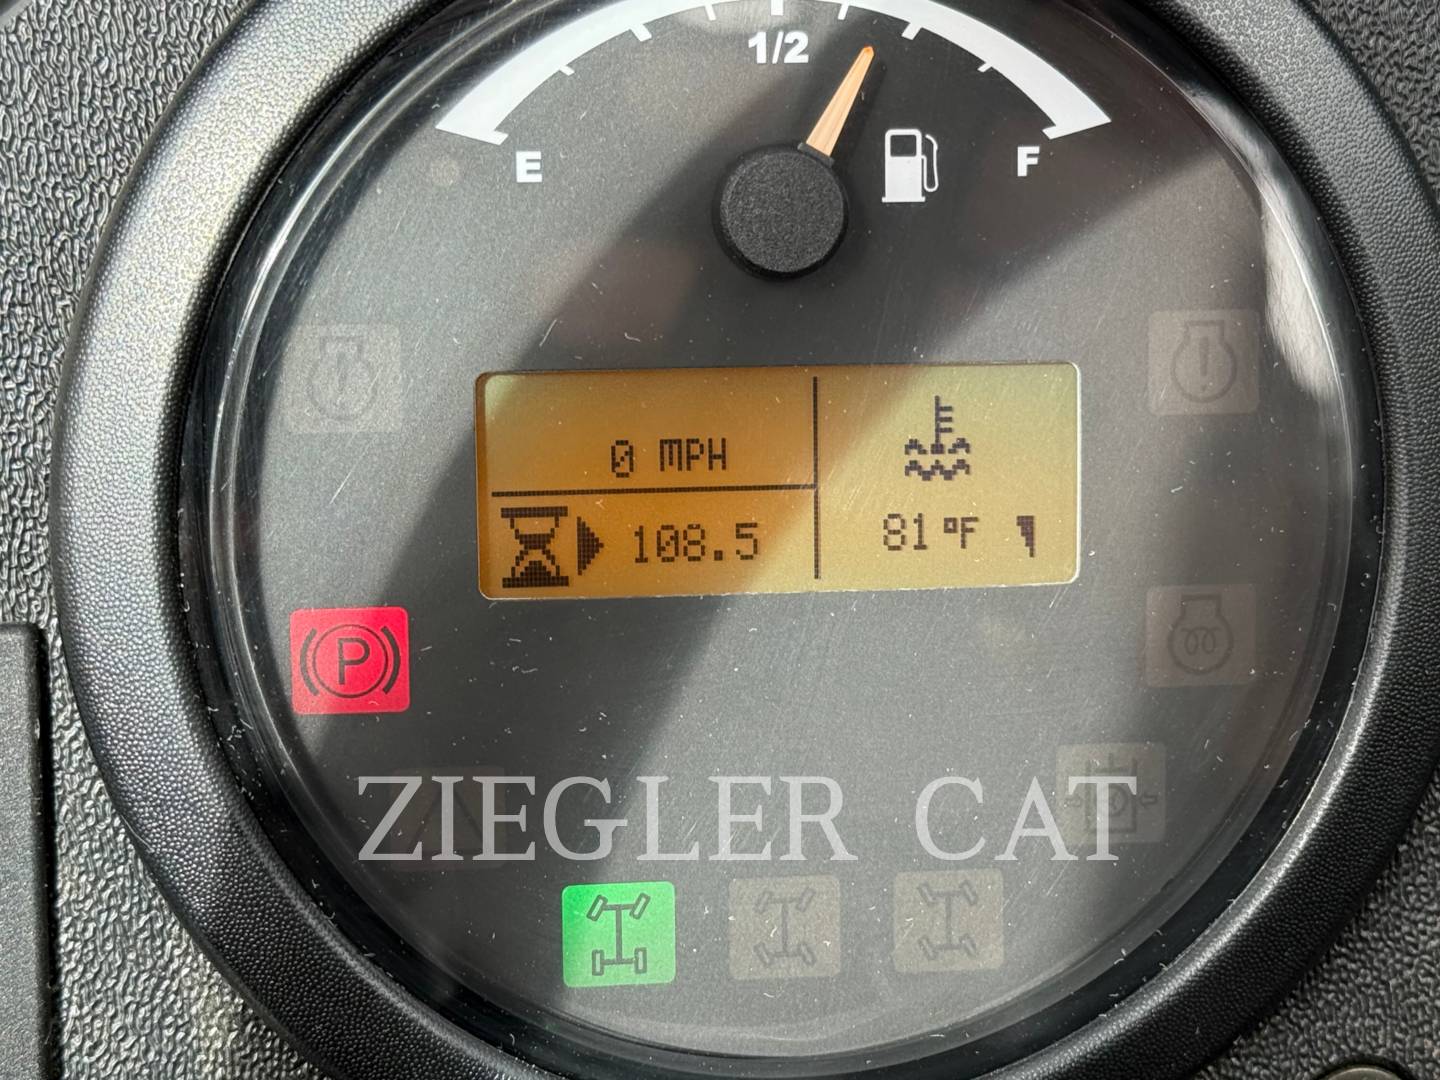 1/2
E
F
0 MPH
108.5
81 °F
P
ZIEGLER CAT